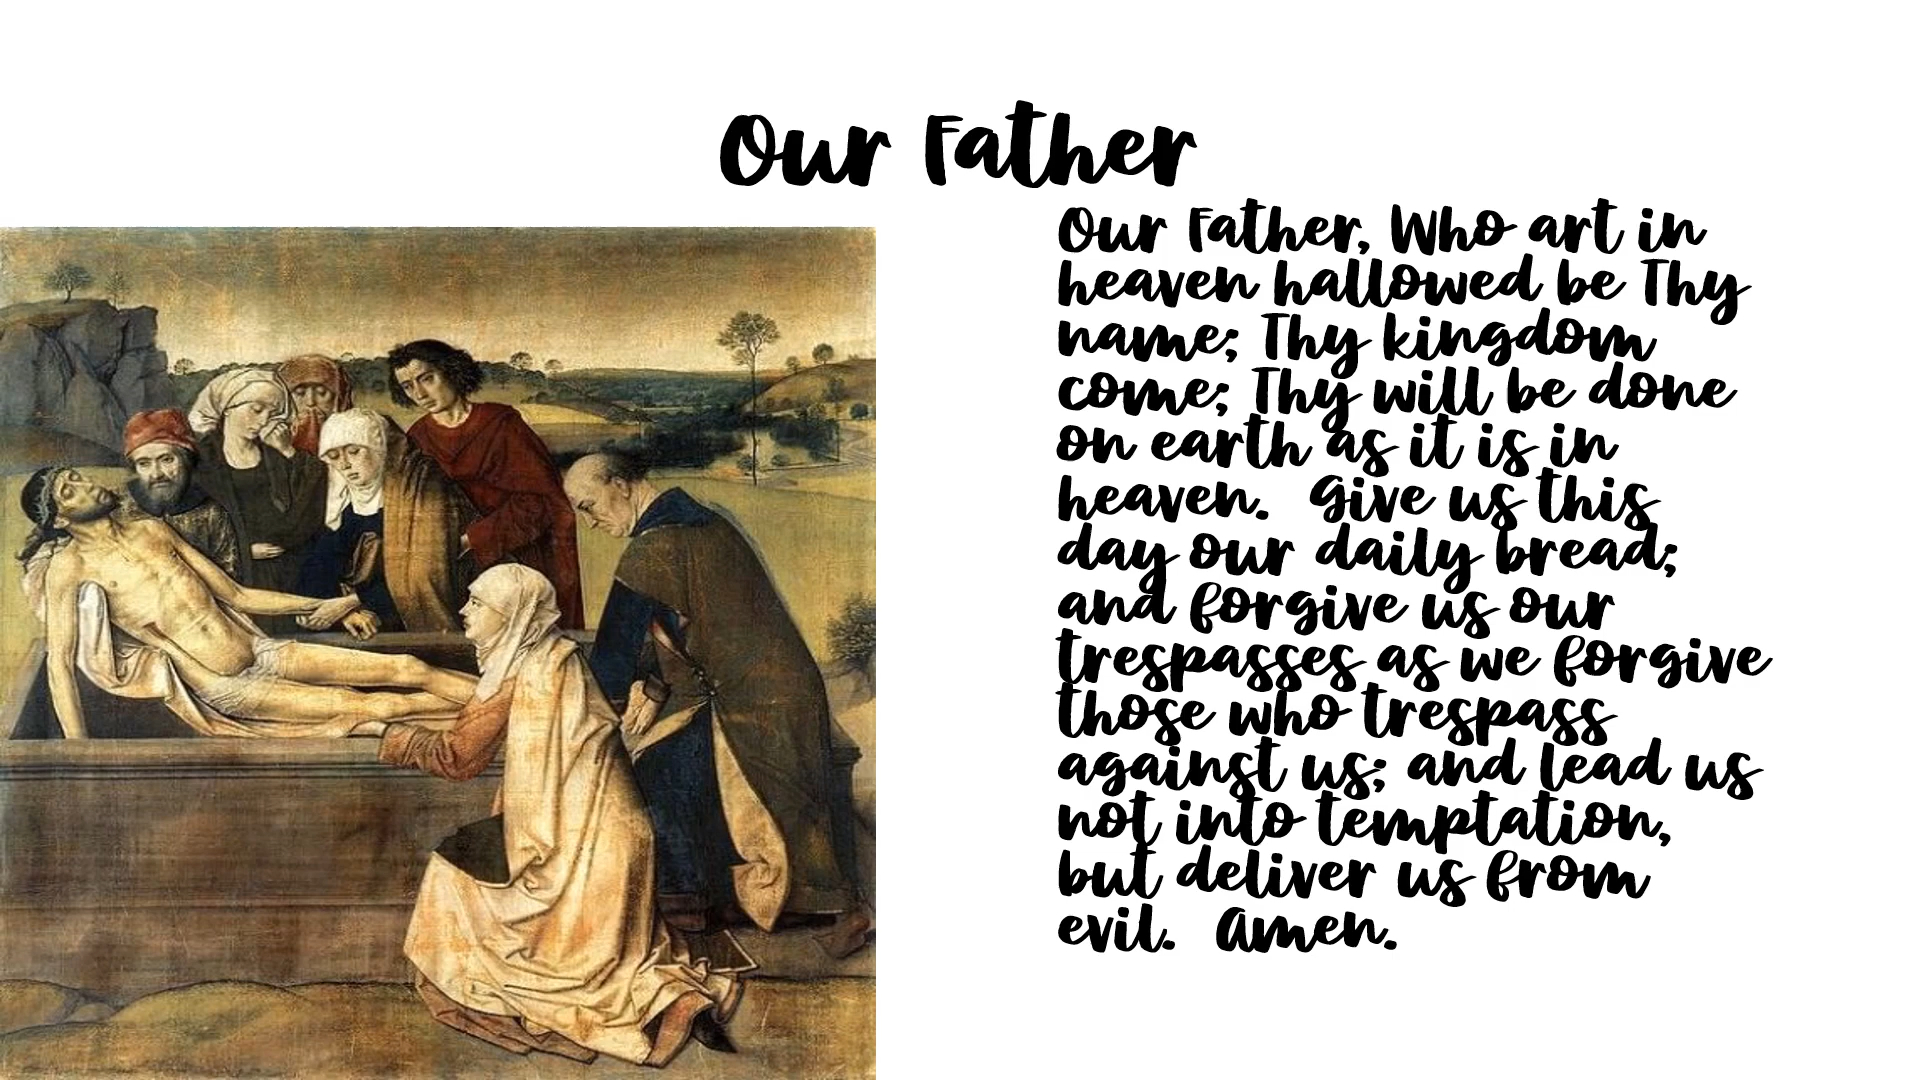 Our Father
Our Father, Who art in
heaven hallowed be Thy
name; Thy kingdom
come; Thy will be done
on earth as it is in
heaven.  Give us this
day our daily bread;
and forgive us our
trespasses as we forgive
those who trespass
against us; and lead us
not into temptation,
but deliver us from
evil.  Amen.